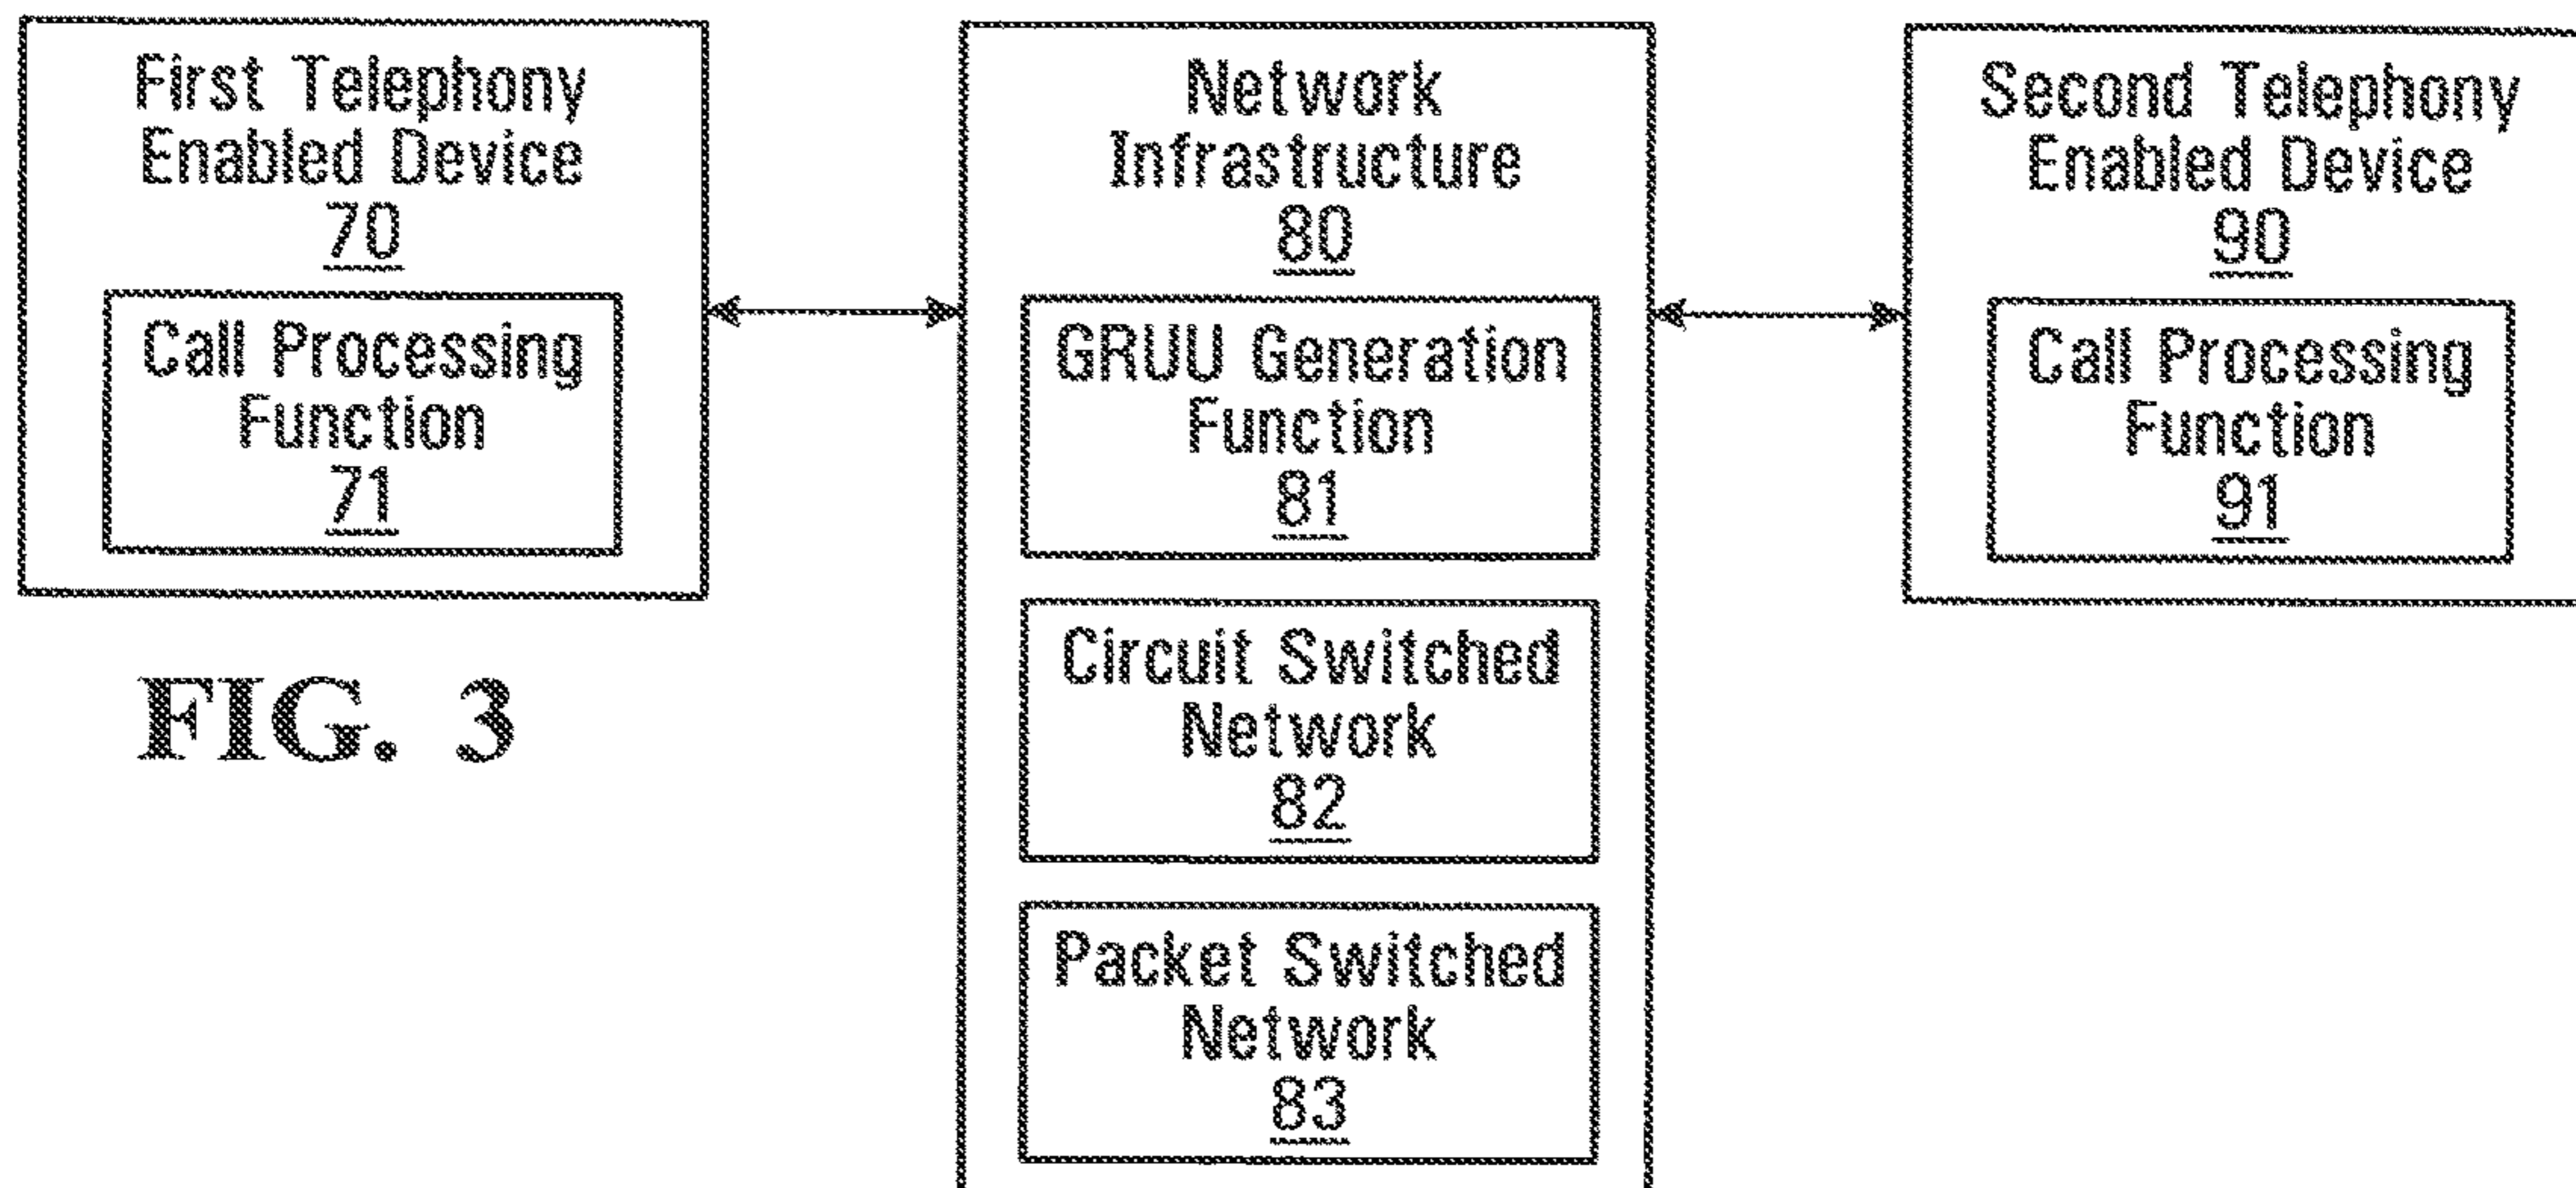 First Telephony
Enabled Device
70
Call Processing
Function
71
Network
Infrastructure
80
GRUU Generation
Function
81
Circuit Switched
Network
82
Packet Switched
Network
83
Second Telephony
Enabled Device
90
Call Processing
Function
91
FIG. 3